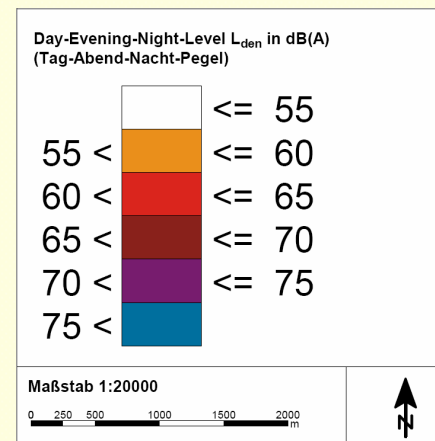 Day-Evening-Night-Level Lden in dB(A)
(Tag-Abend-Nacht-Pegel)
<= 55
55 < <= 60
60 < <= 65
65 < <= 70
70 < <= 75
75 <
Maßstab 1:20000
0 250 500 1000 1500 2000
m
N